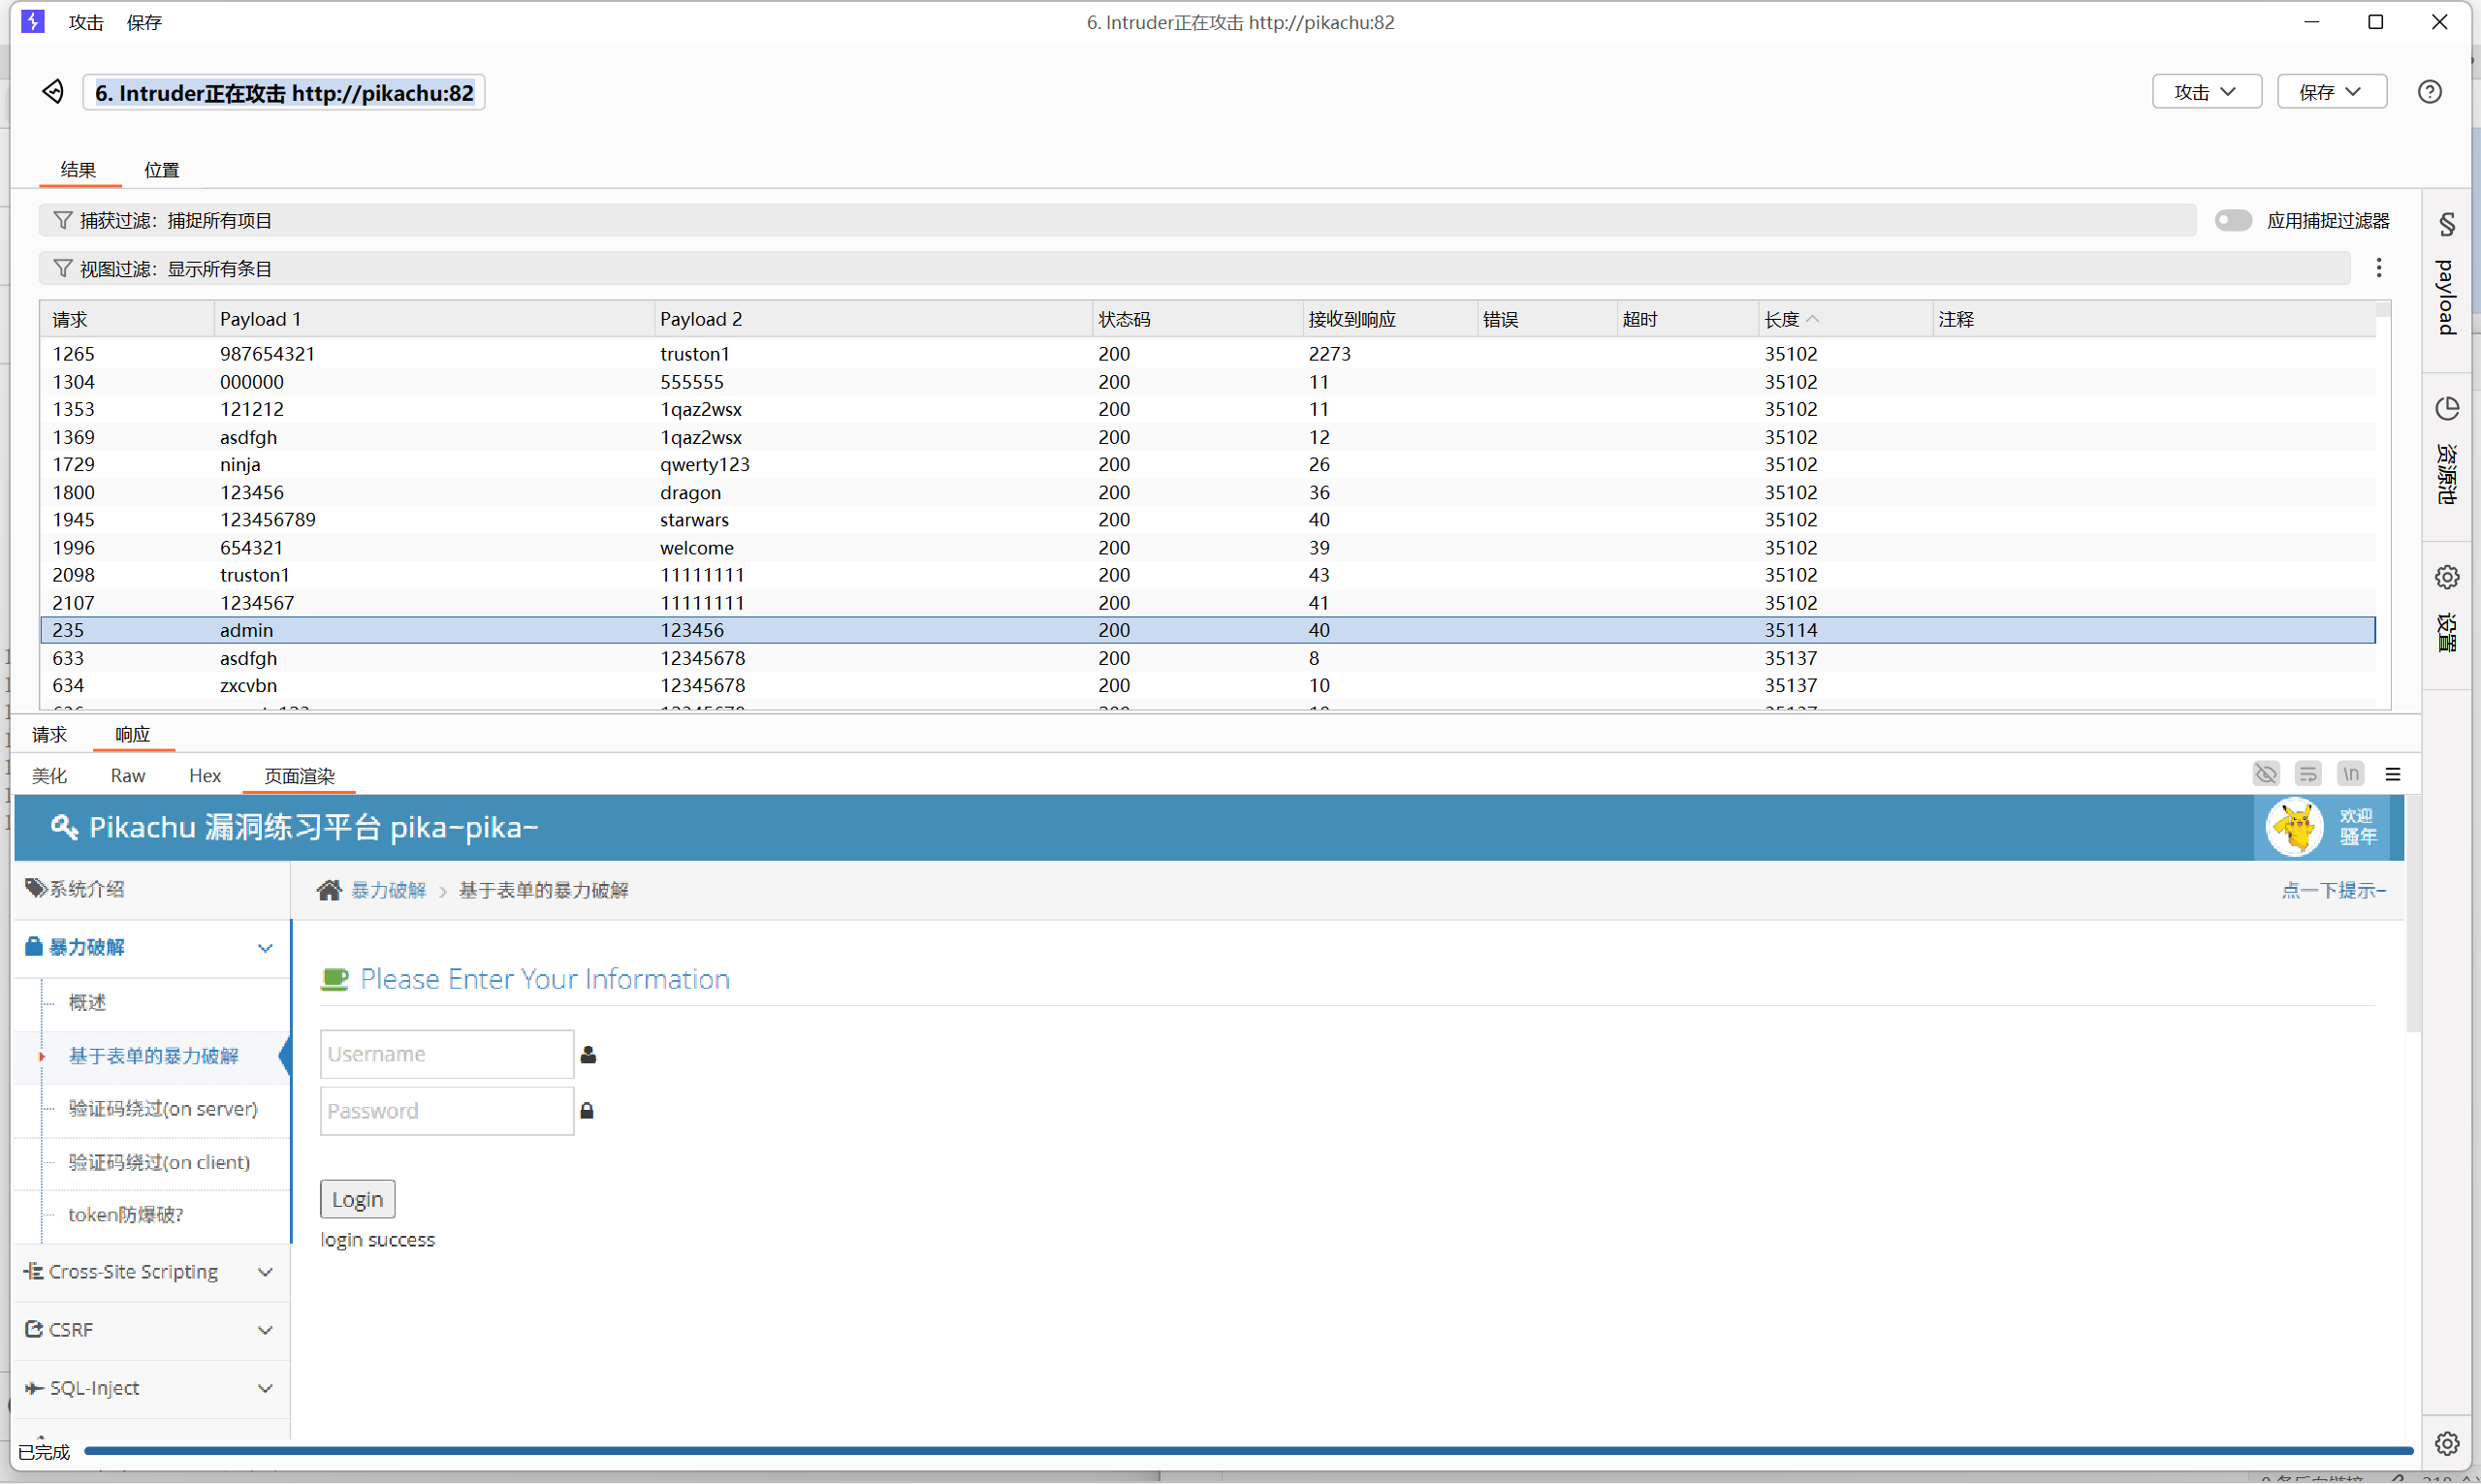 攻击 保存 6. Intruder正在攻击 http://pikachu:82
6. Intruder正在攻击 http://pikachu:82 攻击 保存
结果 位置
捕获过滤：捕捉所有项目 应用捕捉过滤器
视图过滤：显示所有条目
请求 Payload 1 Payload 2 状态码 接收到响应 错误 超时 长度 注释
1265 987654321 truston1 200 2273 35102
1304 000000 555555 200 11 35102
1353 121212 1qaz2wsx 200 11 35102
1369 asdfgh 1qaz2wsx 200 12 35102
1729 ninja qwerty123 200 26 35102
1800 123456 dragon 200 36 35102
1945 123456789 starwars 200 40 35102
1996 654321 welcome 200 39 35102
2098 truston1 11111111 200 43 35102
2107 1234567 11111111 200 41 35102
235 admin 123456 200 40 35114
633 asdfgh 12345678 200 8 35137
634 zxcvbn 12345678 200 10 35137
payload
资源池
设置
请求 响应
美化 Raw Hex 页面渲染 \n
Pikachu 漏洞练习平台 pika~pika~ 欢迎
骚年
系统介绍
暴力破解 > 基于表单的暴力破解 点一下提示~
暴力破解
概述
基于表单的暴力破解
验证码绕过(on server)
验证码绕过(on client)
token防爆破?
Cross-Site Scripting
CSRF
SQL-Inject
Please Enter Your Information
Username
Password
Login
login success
已完成